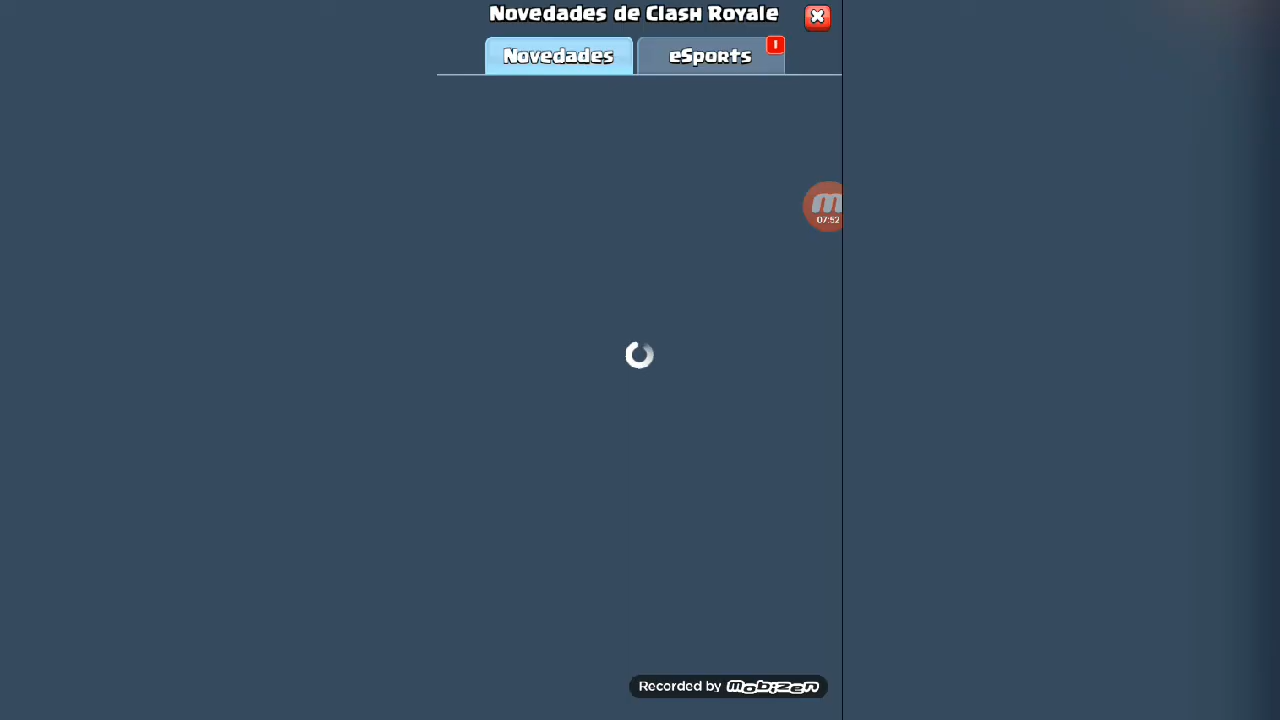 Novedades de Clash Royale
Novedades
eSports
!
m
07:52
Recorded by mobizen